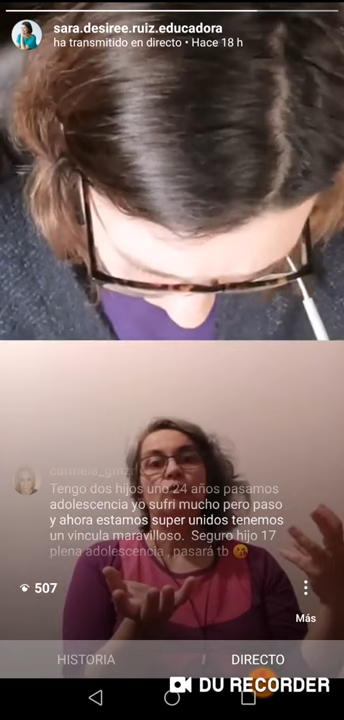 sara.desiree.ruiz.educadora
ha transmitido en directo • Hace 18 h
Tengo dos hijos uno 24 años pasamos
adolescencia yo sufri mucho pero paso
y ahora estamos super unidos tenemos
un vincula maravilloso. Seguro hijo 17
plena adolescencia , pasará tb 😘
507
Más
HISTORIA
DIRECTO
DU RECORDER